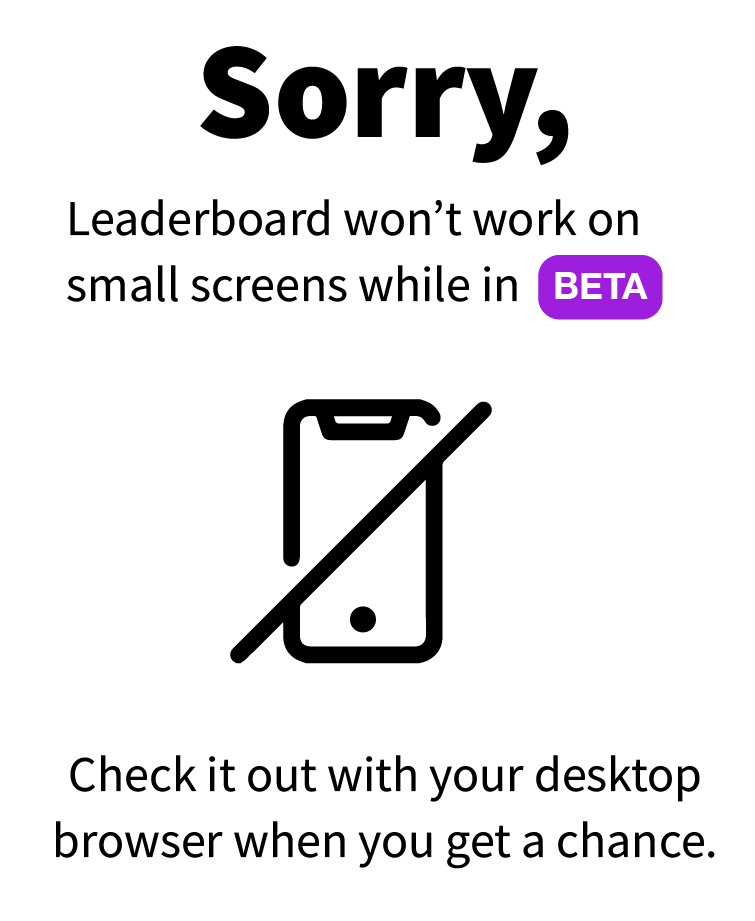 Sorry,
Leaderboard won’t work on
small screens while in BETA
Check it out with your desktop
browser when you get a chance.